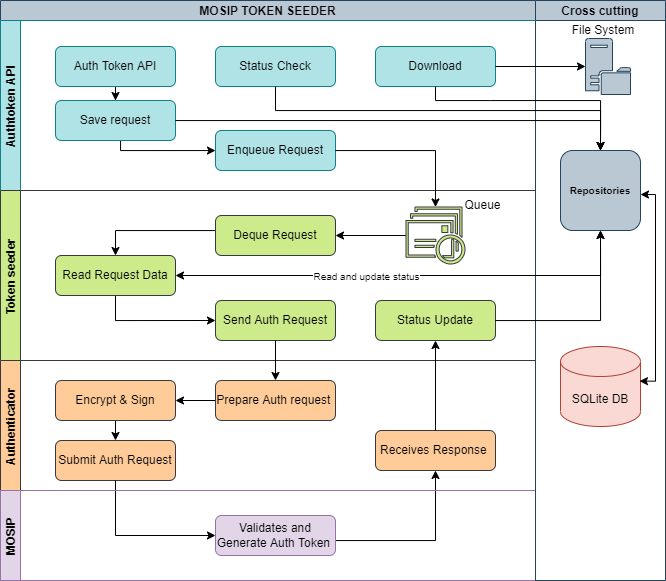 MOSIP TOKEN SEEDER
Cross cutting
Authtoken API
Auth Token API
Status Check
Download
File System
Save request
Enqueue Request
Repositories
Token seeder
Queue
Deque Request
Read Request Data
Read and update status
Send Auth Request
Status Update
Authenticator
Encrypt & Sign
Prepare Auth request
SQLite DB
Submit Auth Request
Receives Response
MOSIP
Validates and
Generate Auth Token